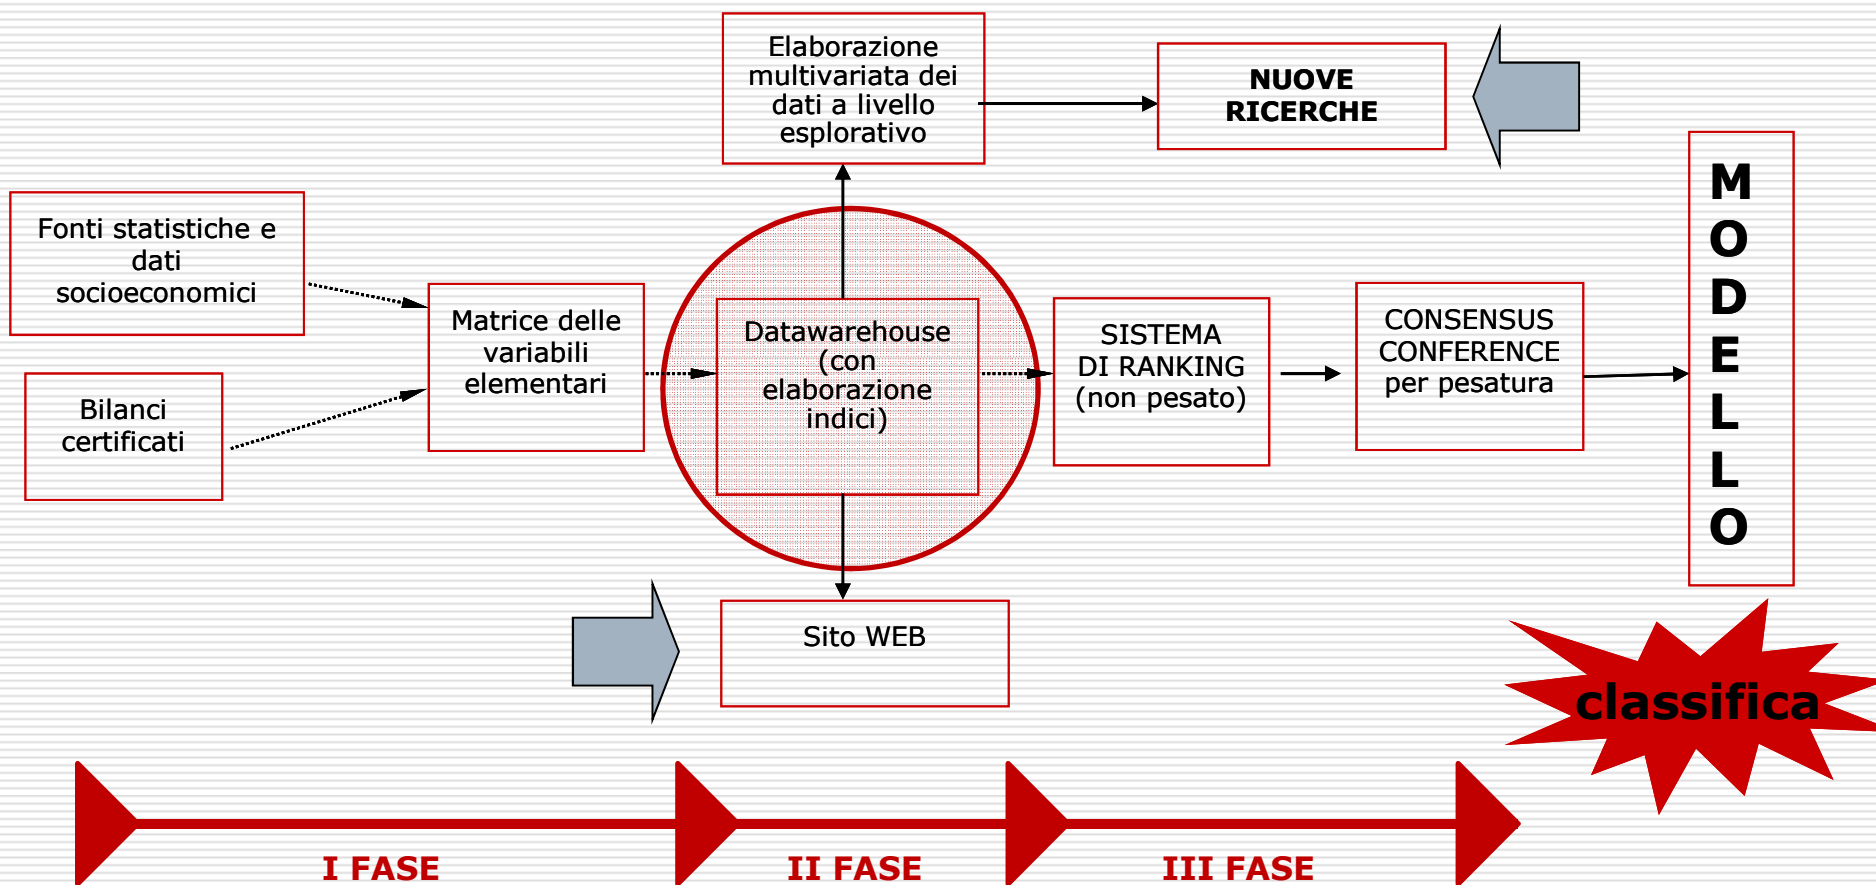 Elaborazione
multivariata dei
dati a livello
esplorativo
NUOVE
RICERCHE
Fonti statistiche e
dati
socioeconomici
Bilanci
certificati
Matrice delle
variabili
elementari
Datawarehouse
(con
elaborazione
indici)
SISTEMA
DI RANKING
(non pesato)
CONSENSUS
CONFERENCE
per pesatura
M
O
D
E
L
L
O
Sito WEB
classifica
I FASE
II FASE
III FASE